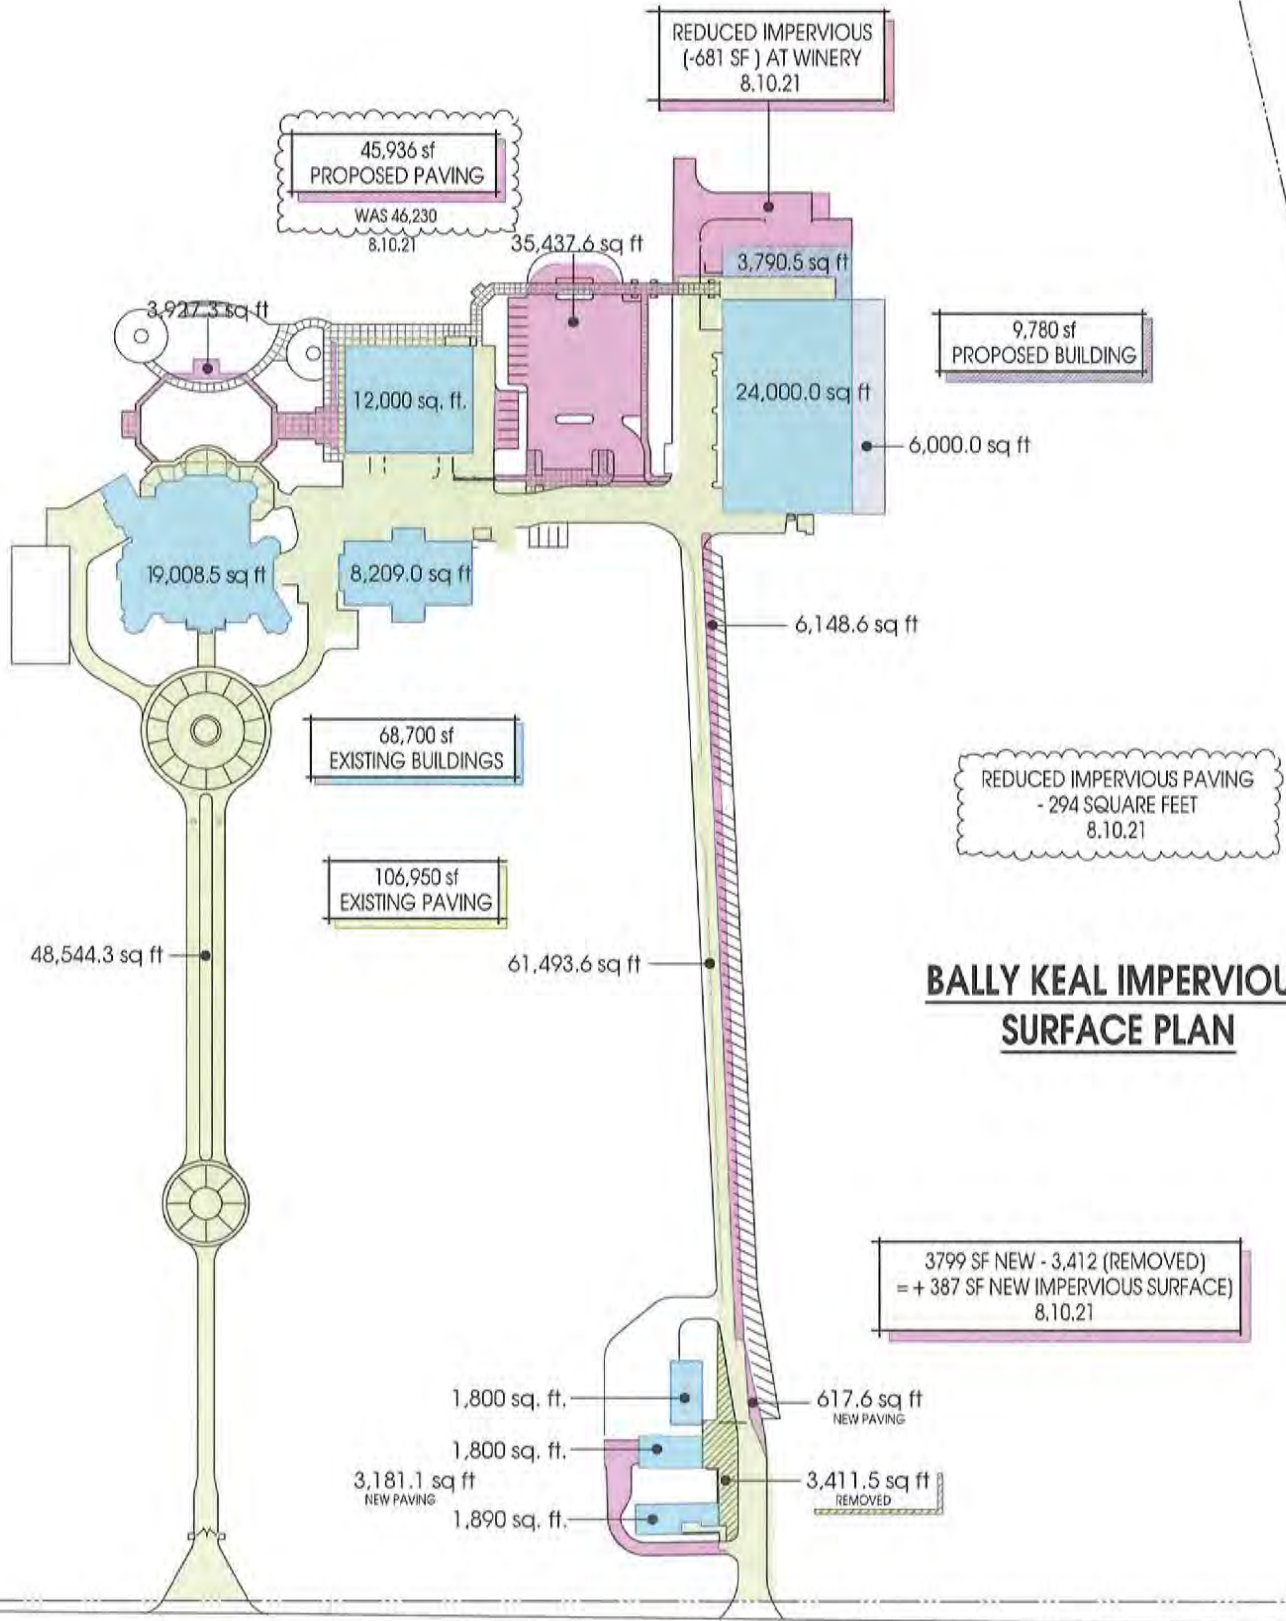 REDUCED IMPERVIOUS
(-681 SF ) AT WINERY
8.10.21
45,936 sf
PROPOSED PAVING
WAS 46,230
8.10.21
35,437.6 sq ft
3,790.5 sq ft
3,927.3 sq ft
9,780 sf
PROPOSED BUILDING
12,000 sq. ft.
24,000.0 sq ft
6,000.0 sq ft
19,008.5 sq ft
8,209.0 sq ft
6,148.6 sq ft
68,700 sf
EXISTING BUILDINGS
REDUCED IMPERVIOUS PAVING
- 294 SQUARE FEET
8.10.21
106,950 sf
EXISTING PAVING
48,544.3 sq ft
61,493.6 sq ft
BALLY KEAL IMPERVIOU
SURFACE PLAN
3799 SF NEW - 3,412 (REMOVED)
= + 387 SF NEW IMPERVIOUS SURFACE)
8.10.21
1,800 sq. ft.
617.6 sq ft
NEW PAVING
1,800 sq. ft.
3,181.1 sq ft
NEW PAVING
3,411.5 sq ft
REMOVED
1,890 sq. ft.